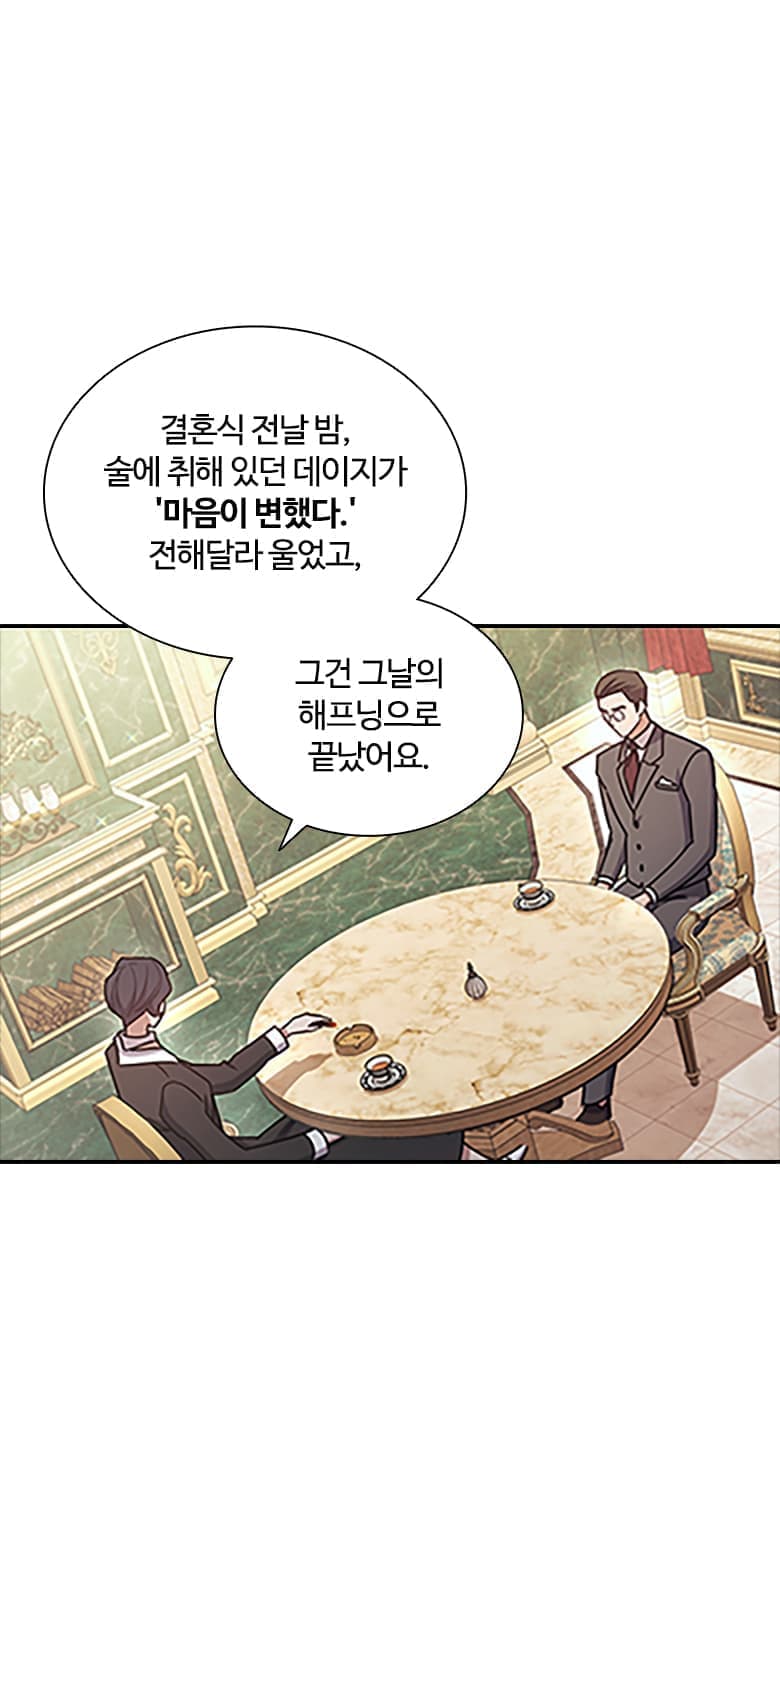 결혼식 전날 밤,
술에 취해 있던 데이지가
'마음이 변했다.'
전해달라 울었고,
그건 그날의
해프닝으로
끝났어요.